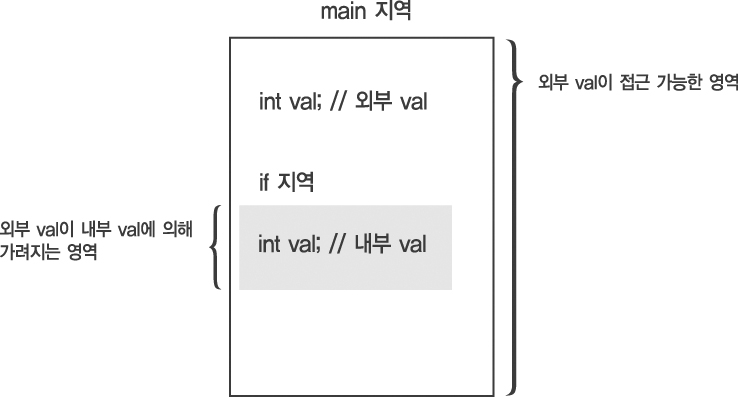 main 지역
외부 val이 접근 가능한 영역
int val; // 외부 val
if 지역
외부 val이 내부 val에 의해
가려지는 영역
int val; // 내부 val